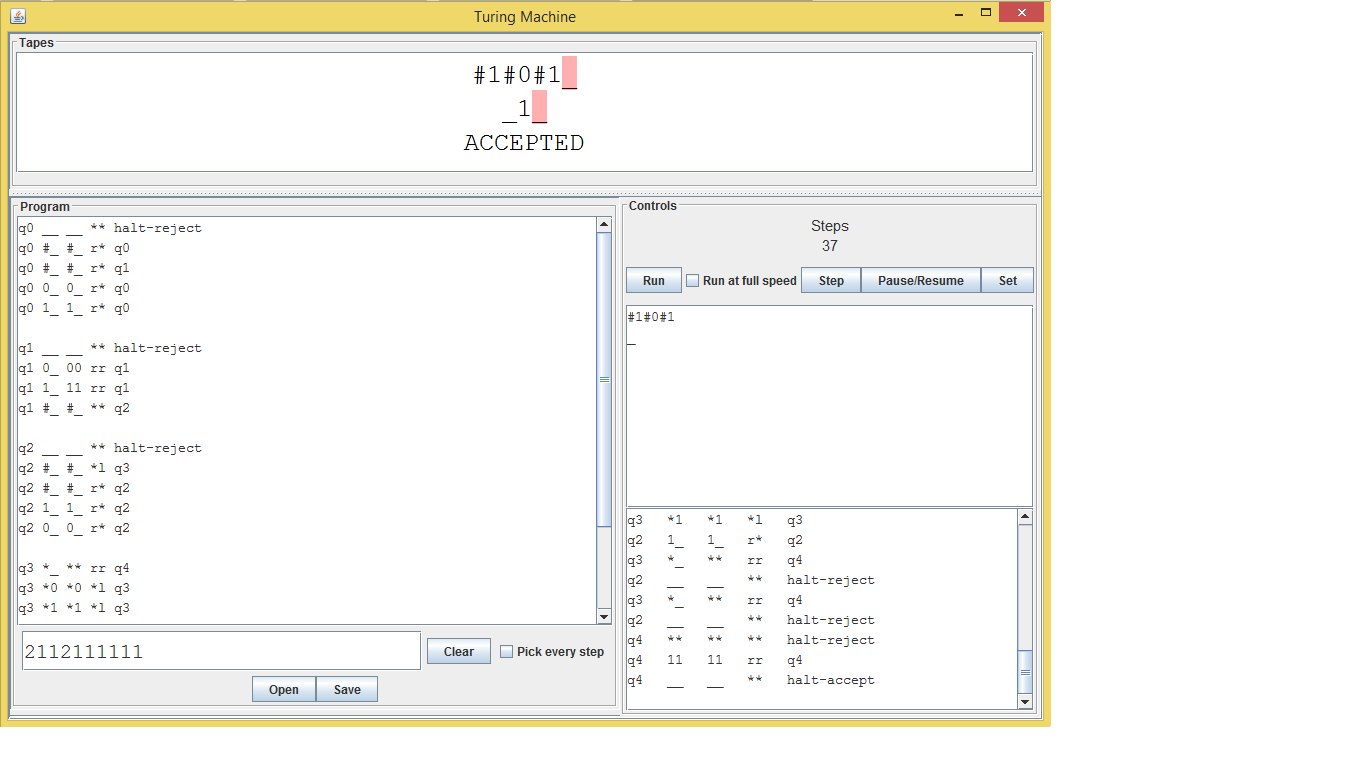 Turing Machine
Tapes
#1#0#1_
_1_
ACCEPTED
Program
q0 __ __ ** halt-reject
q0 #_ #_ r* q0
q0 #_ #_ r* q1
q0 0_ 0_ r* q0
q0 1_ 1_ r* q0
q1 __ __ ** halt-reject
q1 0_ 00 rr q1
q1 1_ 11 rr q1
q1 #_ #_ ** q2
q2 __ __ ** halt-reject
q2 #_ #_ *l q3
q2 #_ #_ r* q2
q2 1_ 1_ r* q2
q2 0_ 0_ r* q2
q3 *_ ** rr q4
q3 *0 *0 *l q3
q3 *1 *1 *l q3
2112111111
Clear
Pick every step
Open Save
Controls
Steps
37
Run Run at full speed Step Pause/Resume Set
#1#0#1
_
q3 *1 *1 *l q3
q2 1_ 1_ r* q2
q3 *_ ** rr q4
q2 __ __ ** halt-reject
q3 *_ ** rr q4
q2 __ __ ** halt-reject
q4 ** ** ** halt-reject
q4 11 11 rr q4
q4 __ __ ** halt-accept